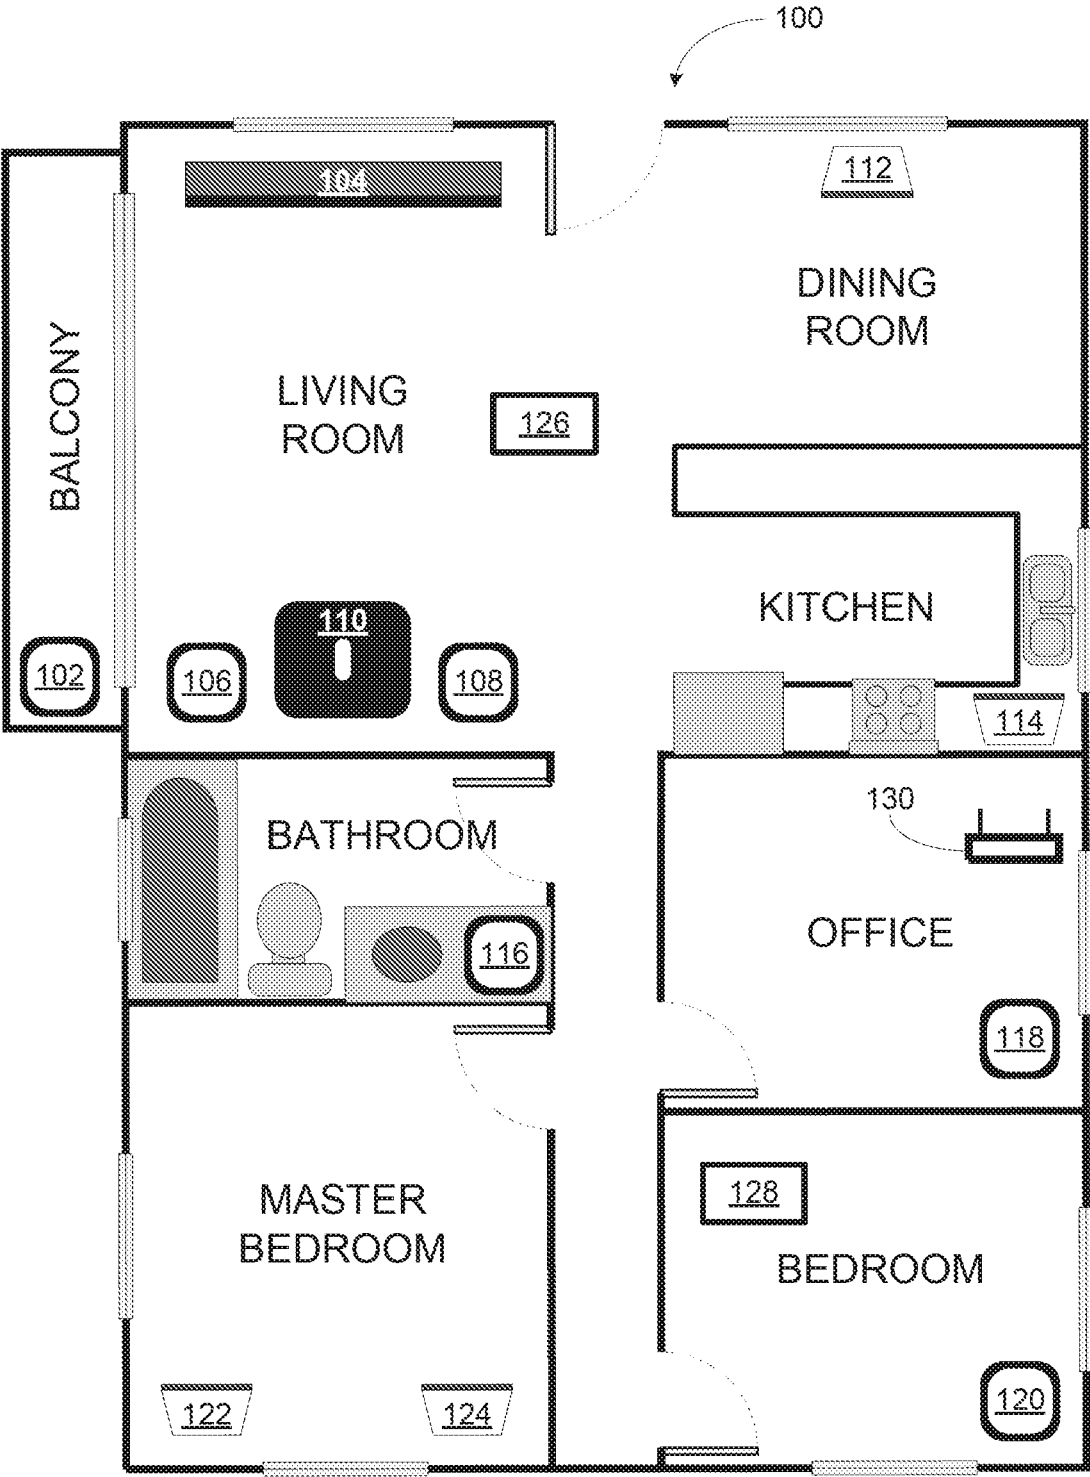 100
104
112
DINING
ROOM
BALCONY
LIVING
ROOM
126
KITCHEN
110
102
106
108
114
130
BATHROOM
OFFICE
116
118
128
MASTER
BEDROOM
BEDROOM
122
124
120